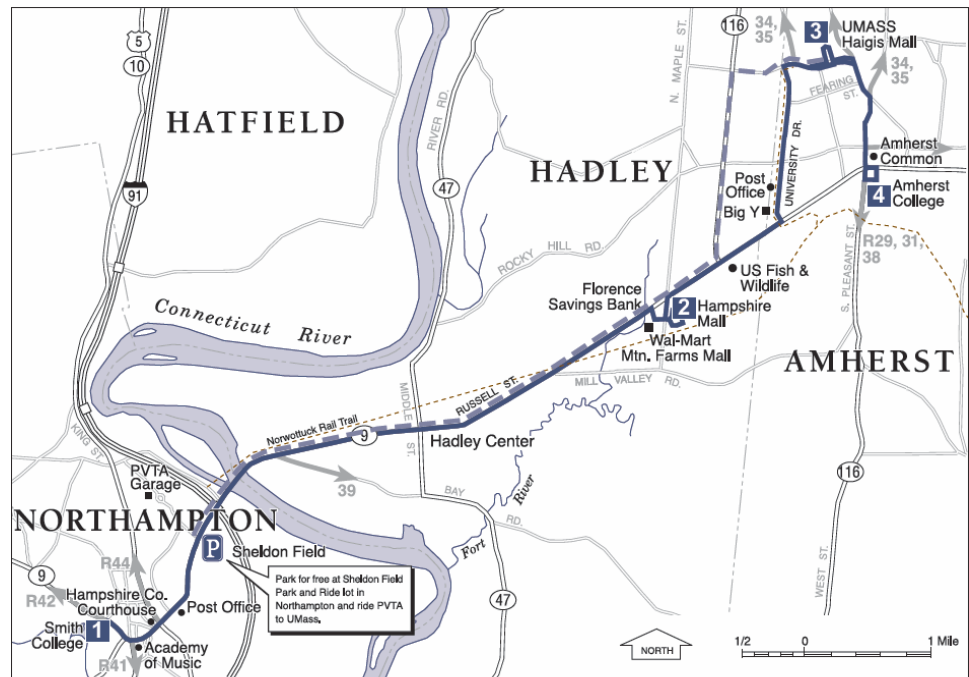 5
10
HATFIELD
RIVER RD.
47
N. MAPLE ST.
116
34,
35
3
UMASS
Haigis Mall
34,
35
FEARING
ST.
HADLEY
91
Post
Office
UNIVERSITY DR.
Amherst
Common
Big Y
4
Amherst
College
ROCKY HILL RD.
R29, 31,
38
S. PLEASANT ST.
US Fish &
Wildlife
Florence
Savings Bank
2
Hampshire
Mall
Connecticut River
Wal-Mart
Mtn. Farms Mall
AMHERST
MIDDLE ST.
RUSSELL ST.
MILL VALLEY RD.
Norwottuck Rail Trail
9
Hadley Center
KING ST.
PVTA
Garage
39
BAY
RD.
Fort River
116
NORTHAMPTON
P
Sheldon Field
9
R44
R42
Park for free at Sheldon Field
Park and Ride lot in
Northampton and ride PVTA
to UMass.
Hampshire Co.
Courthouse
Post Office
WEST ST.
47
Smith
College
1
Academy
of Music
R41
NORTH
1/2 0 1 Mile